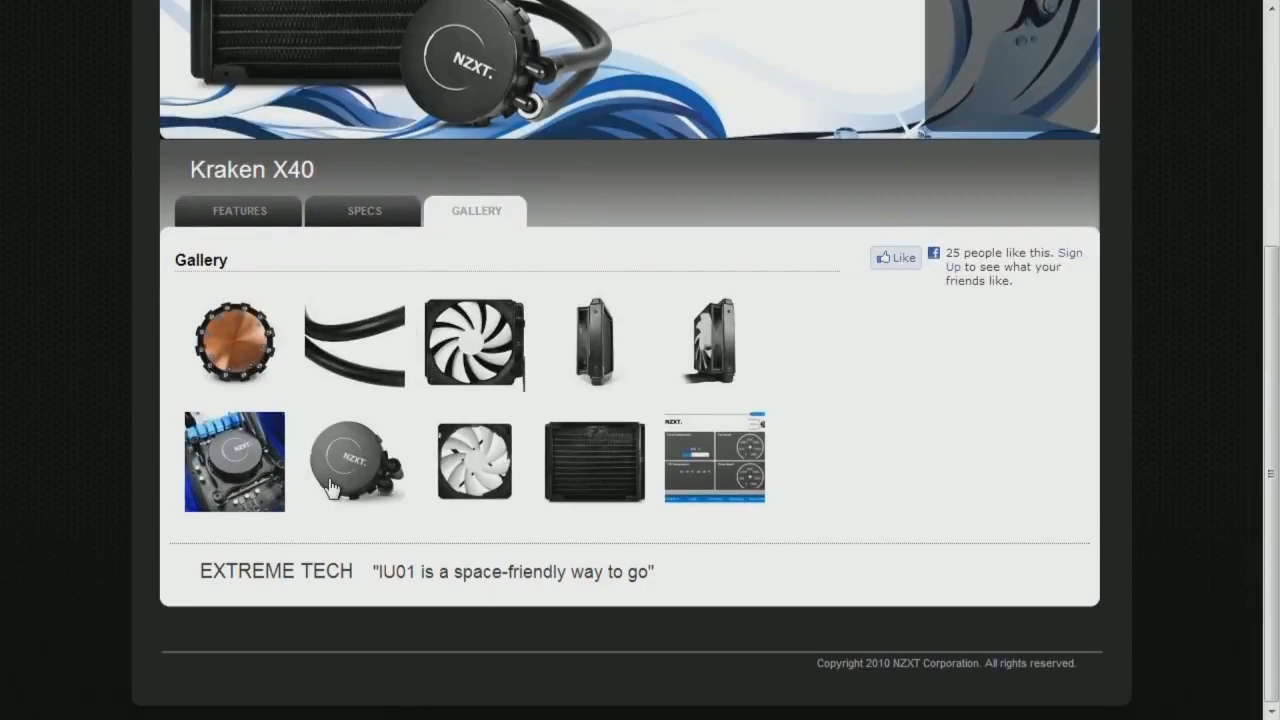 NZXT.
Kraken X40
FEATURES
SPECS
GALLERY
Gallery
Like
25 people like this. Sign
Up to see what your
friends like.
NZXT.
NZXT.
NZXT.
EXTREME TECH "IU01 is a space-friendly way to go"
Copyright 2010 NZXT Corporation. All rights reserved.